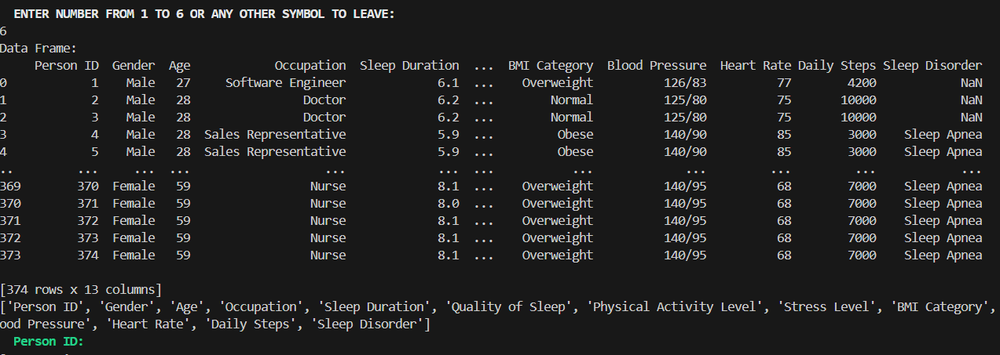 ENTER NUMBER FROM 1 TO 6 OR ANY OTHER SYMBOL TO LEAVE:
6
Data Frame:
Person ID Gender Age Occupation Sleep Duration ... BMI Category Blood Pressure Heart Rate Daily Steps Sleep Disorder
0 1 Male 27 Software Engineer 6.1 ... Overweight 126/83 77 4200 NaN
1 2 Male 28 Doctor 6.2 ... Normal 125/80 75 10000 NaN
2 3 Male 28 Doctor 6.2 ... Normal 125/80 75 10000 NaN
3 4 Male 28 Sales Representative 5.9 ... Obese 140/90 85 3000 Sleep Apnea
4 5 Male 28 Sales Representative 5.9 ... Obese 140/90 85 3000 Sleep Apnea
.. ... ... ... ... ... ... ... ... ... ... ...
369 370 Female 59 Nurse 8.1 ... Overweight 140/95 68 7000 Sleep Apnea
370 371 Female 59 Nurse 8.0 ... Overweight 140/95 68 7000 Sleep Apnea
371 372 Female 59 Nurse 8.1 ... Overweight 140/95 68 7000 Sleep Apnea
372 373 Female 59 Nurse 8.1 ... Overweight 140/95 68 7000 Sleep Apnea
373 374 Female 59 Nurse 8.1 ... Overweight 140/95 68 7000 Sleep Apnea
[374 rows x 13 columns]
['Person ID', 'Gender', 'Age', 'Occupation', 'Sleep Duration', 'Quality of Sleep', 'Physical Activity Level', 'Stress Level', 'BMI Category',
ood Pressure', 'Heart Rate', 'Daily Steps', 'Sleep Disorder']
Person ID: